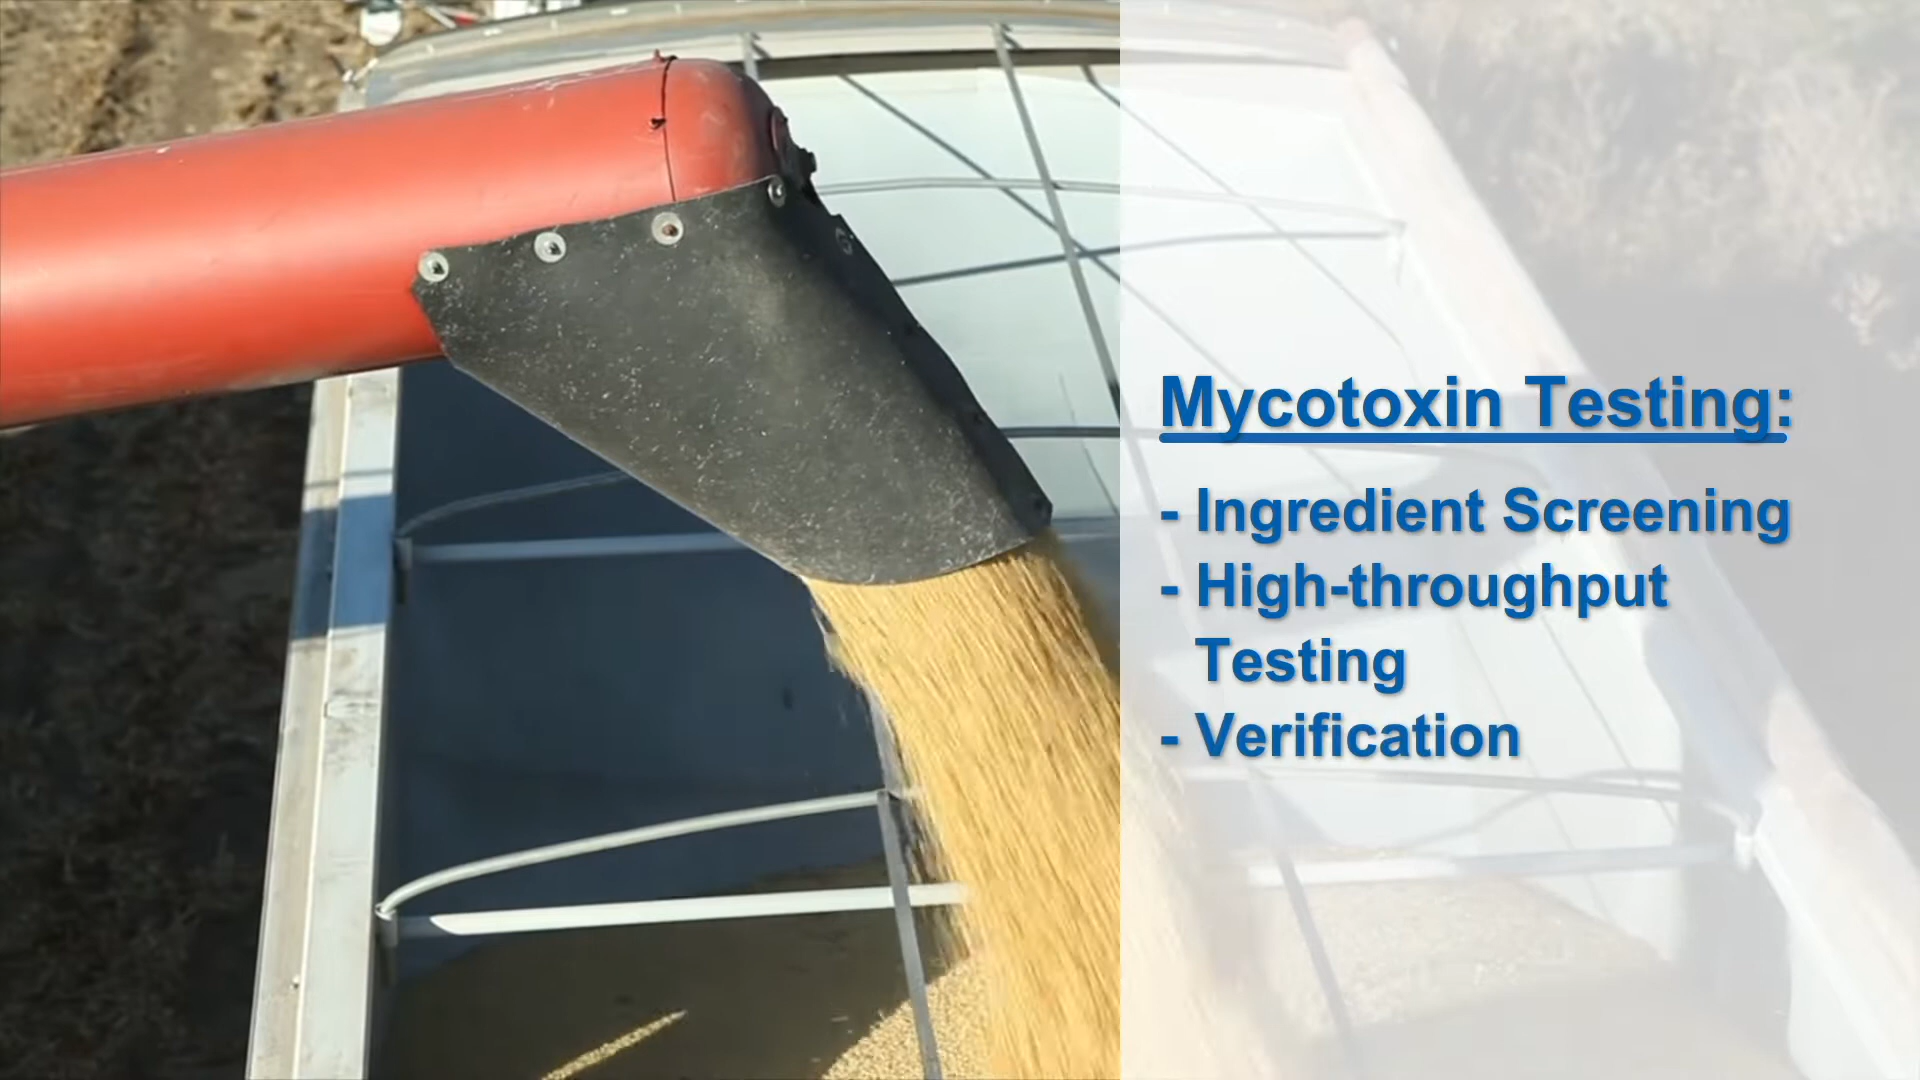 Mycotoxin Testing:
- Ingredient Screening
- High-throughput
Testing
- Verification